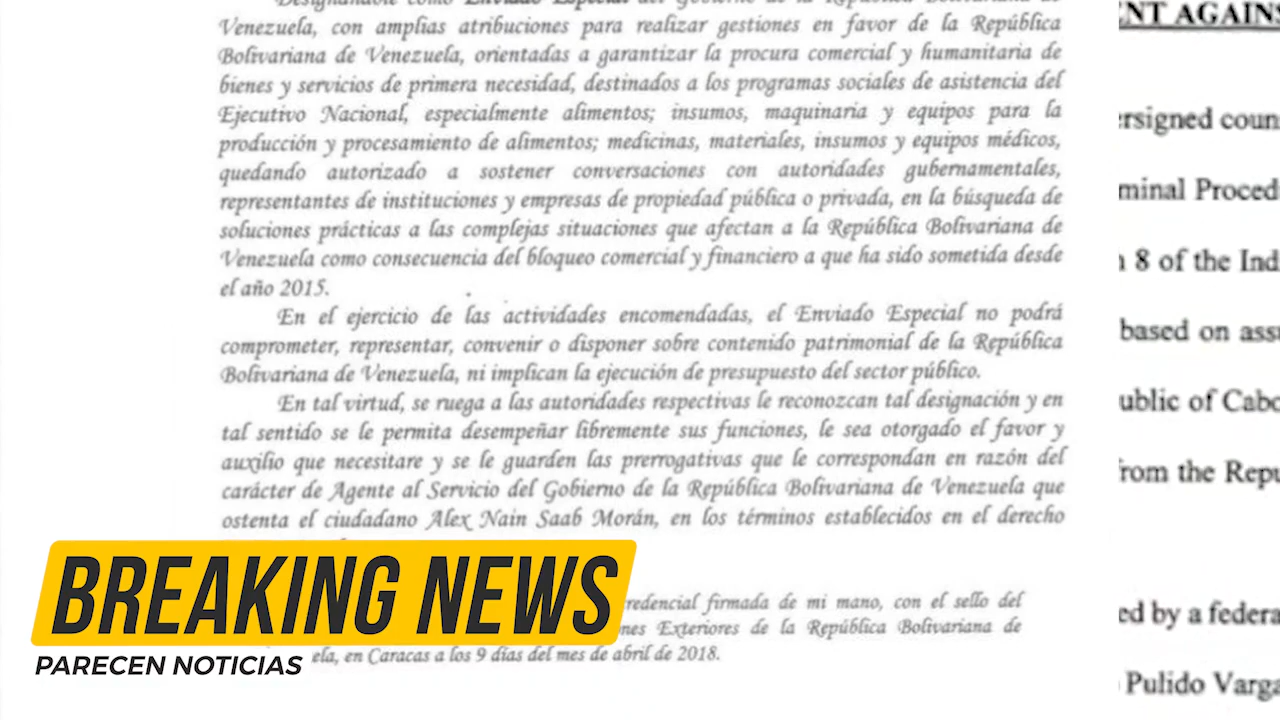 Designándole como Enviado Especial del gobierno de la República Bolivariana de
Venezuela, con amplias atribuciones para realizar gestiones en favor de la República
Bolivariana de Venezuela, orientadas a garantizar la procura comercial y humanitaria de
bienes y servicios de primera necesidad, destinados a los programas sociales de asistencia del
Ejecutivo Nacional, especialmente alimentos; insumos, maquinaria y equipos para la
producción y procesamiento de alimentos; medicinas, materiales, insumos y equipos médicos,
quedando autorizado a sostener conversaciones con autoridades gubernamentales,
representantes de instituciones y empresas de propiedad pública o privada, en la búsqueda de
soluciones prácticas a las complejas situaciones que afectan a la República Bolivariana de
Venezuela como consecuencia del bloqueo comercial y financiero a que ha sido sometida desde
el año 2015.
En el ejercicio de las actividades encomendadas, el Enviado Especial no podrá
comprometer, representar, convenir o disponer sobre contenido patrimonial de la República
Bolivariana de Venezuela, ni implican la ejecución de presupuesto del sector público.
En tal virtud, se ruega a las autoridades respectivas le reconozcan tal designación y en
tal sentido se le permita desempeñar libremente sus funciones, le sea otorgado el favor y
auxilio que necesitare y se le guarden las prerrogativas que le correspondan en razón del
carácter de Agente al Servicio del Gobierno de la República Bolivariana de Venezuela que
ostenta el ciudadano Alex Nain Saab Morán, en los términos establecidos en el derecho
redencial firmada de mi mano, con el sello del
nes Exteriores de la República Bolivariana de
ela, en Caracas a los 9 días del mes de abril de 2018.
BREAKING NEWS
PARECEN NOTICIAS
ENT AGAINS
ersigned coun
minal Proced
n 8 of the Ind
based on ass
ublic of Cabo
from the Repu
ed by a federa
Pulido Varga